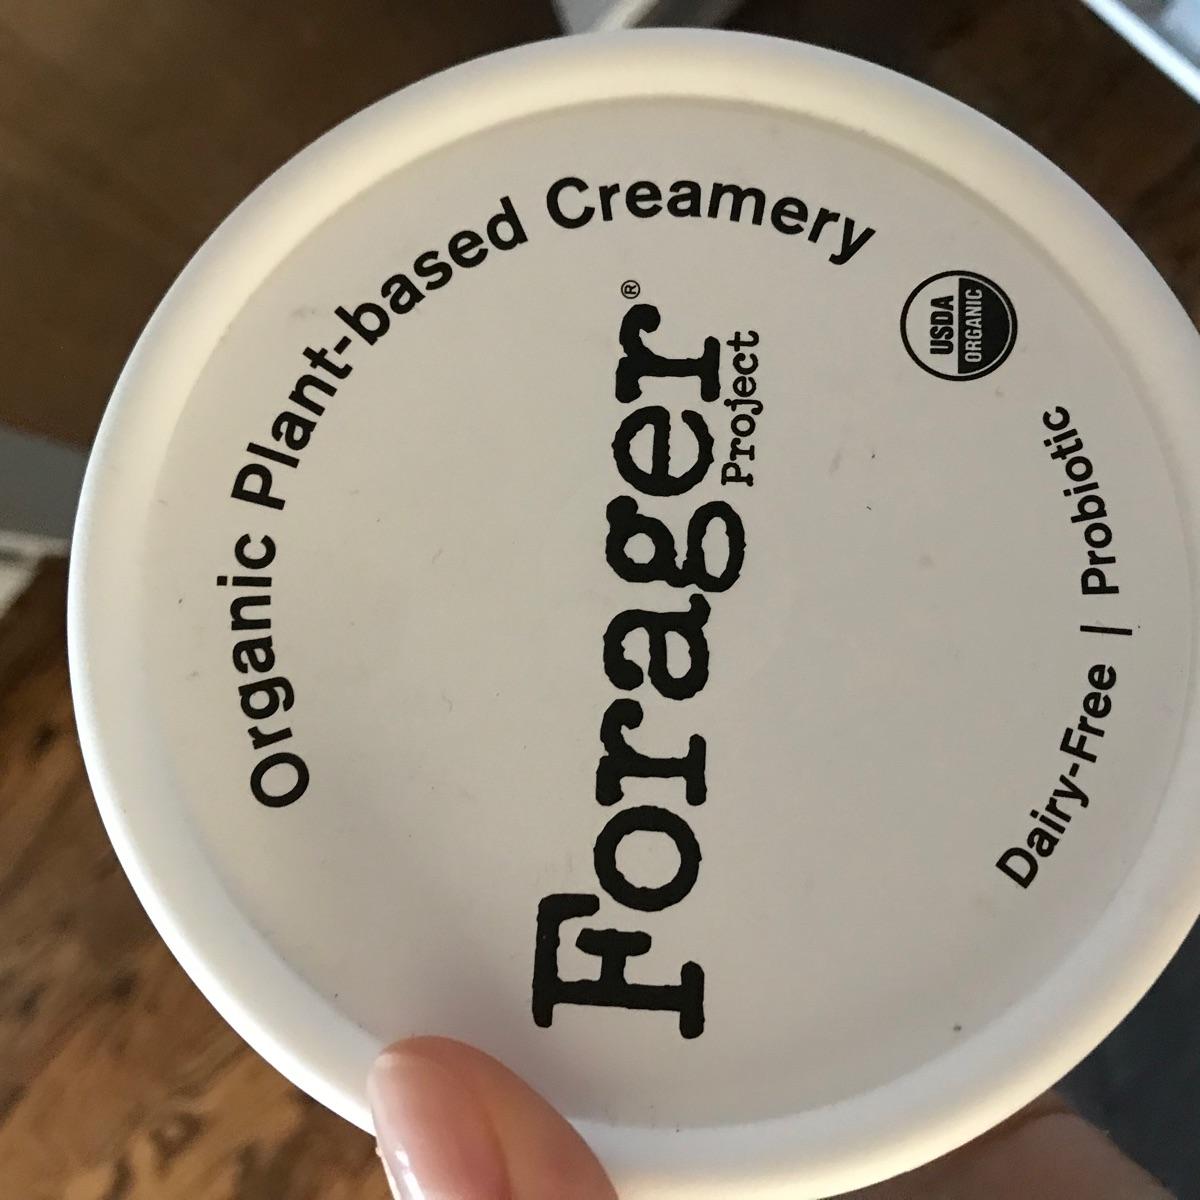 Organic Plant-based Creamery
Forager®
Project
USDA
ORGANIC
Dairy-Free | Probiotic